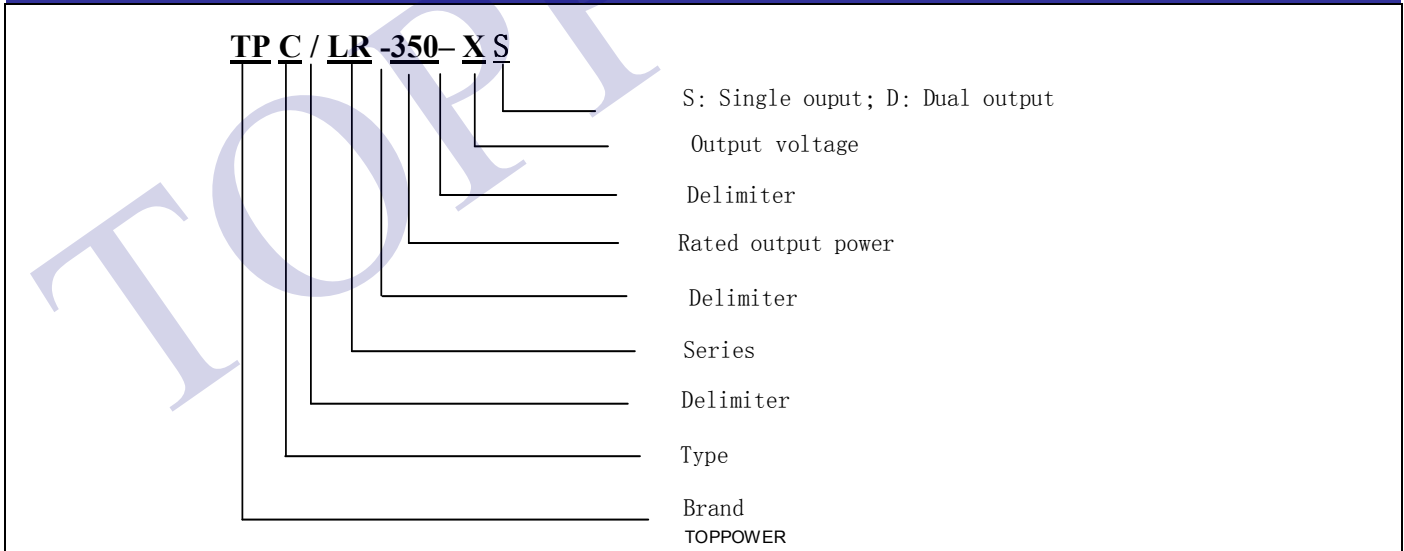 TP C / LR -350– X S
S: Single ouput; D: Dual output
Output voltage
Delimiter
Rated output power
Delimiter
Series
Delimiter
Type
Brand
TOPPOWER